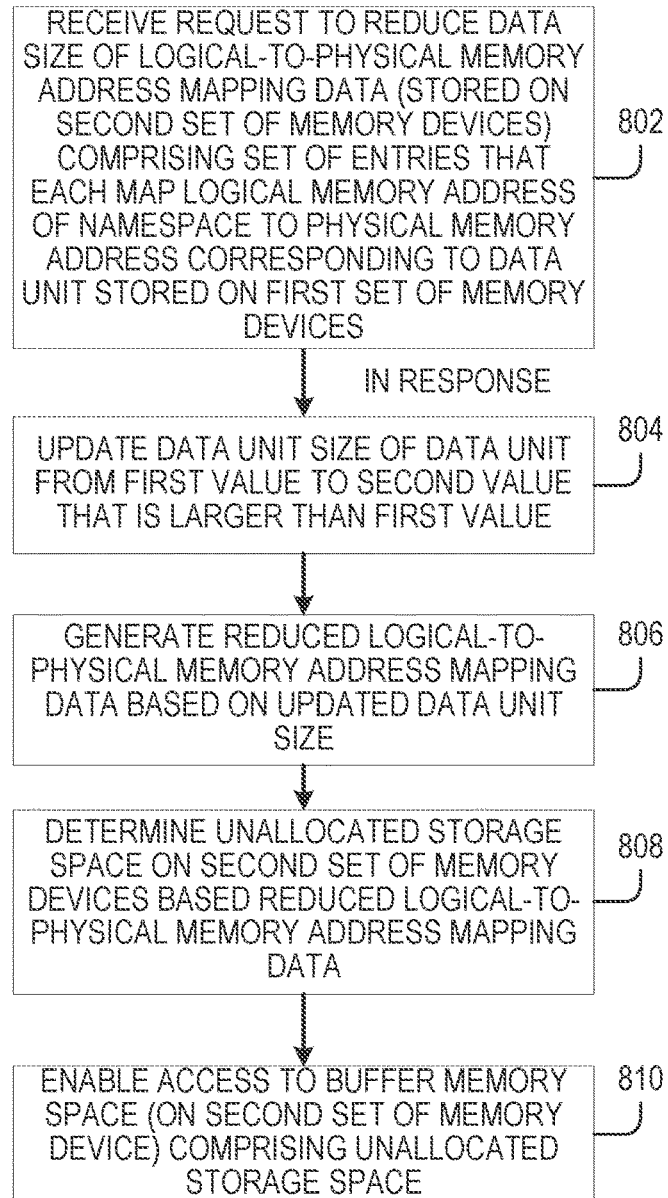 RECEIVE REQUEST TO REDUCE DATA
SIZE OF LOGICAL-TO-PHYSICAL MEMORY
ADDRESS MAPPING DATA (STORED ON
SECOND SET OF MEMORY DEVICES)
COMPRISING SET OF ENTRIES THAT
EACH MAP LOGICAL MEMORY ADDRESS
OF NAMESPACE TO PHYSICAL MEMORY
ADDRESS CORRESPONDING TO DATA
UNIT STORED ON FIRST SET OF MEMORY
DEVICES
802
IN RESPONSE
UPDATE DATA UNIT SIZE OF DATA UNIT
FROM FIRST VALUE TO SECOND VALUE
THAT IS LARGER THAN FIRST VALUE
804
GENERATE REDUCED LOGICAL-TO-
PHYSICAL MEMORY ADDRESS MAPPING
DATA BASED ON UPDATED DATA UNIT
SIZE
806
DETERMINE UNALLOCATED STORAGE
SPACE ON SECOND SET OF MEMORY
DEVICES BASED REDUCED LOGICAL-TO-
PHYSICAL MEMORY ADDRESS MAPPING
DATA
808
ENABLE ACCESS TO BUFFER MEMORY
SPACE (ON SECOND SET OF MEMORY
DEVICE) COMPRISING UNALLOCATED
STORAGE SPACE
810